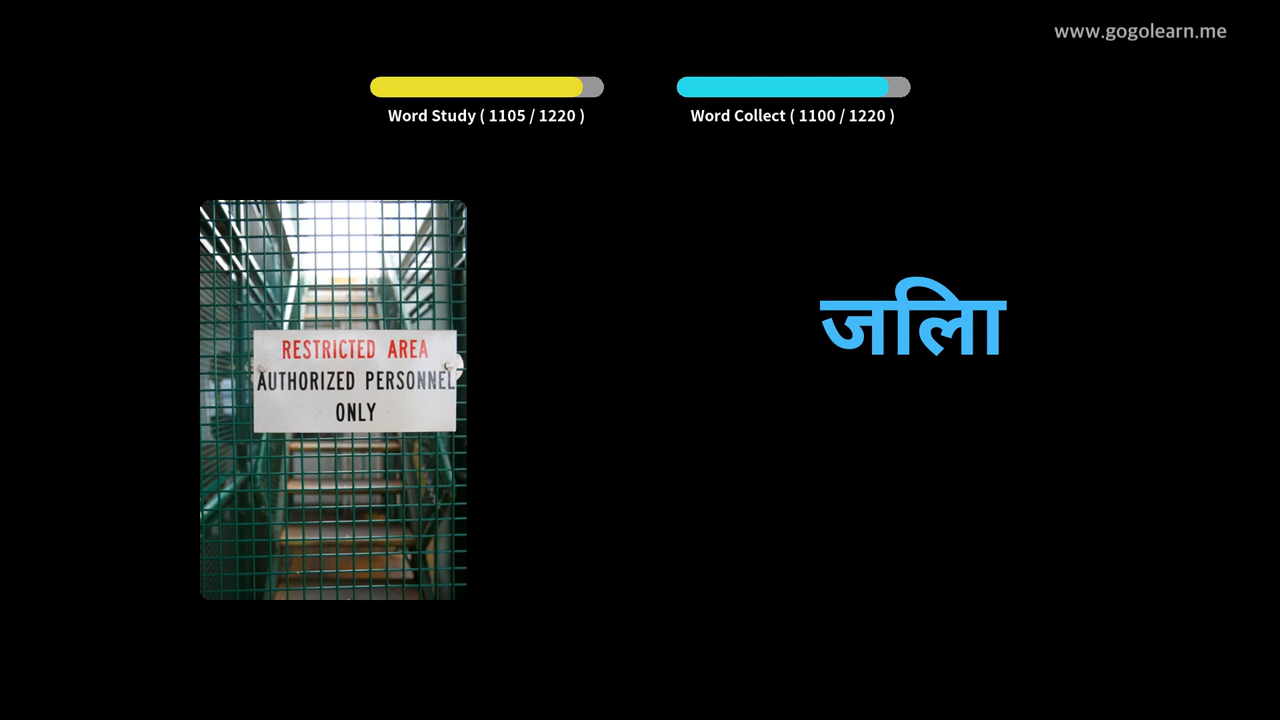 www.gogolearn.me
Word Study ( 1105 / 1220 )
Word Collect ( 1100 / 1220 )
RESTRICTED AREA
AUTHORIZED PERSONNEL
ONLY
जलिा